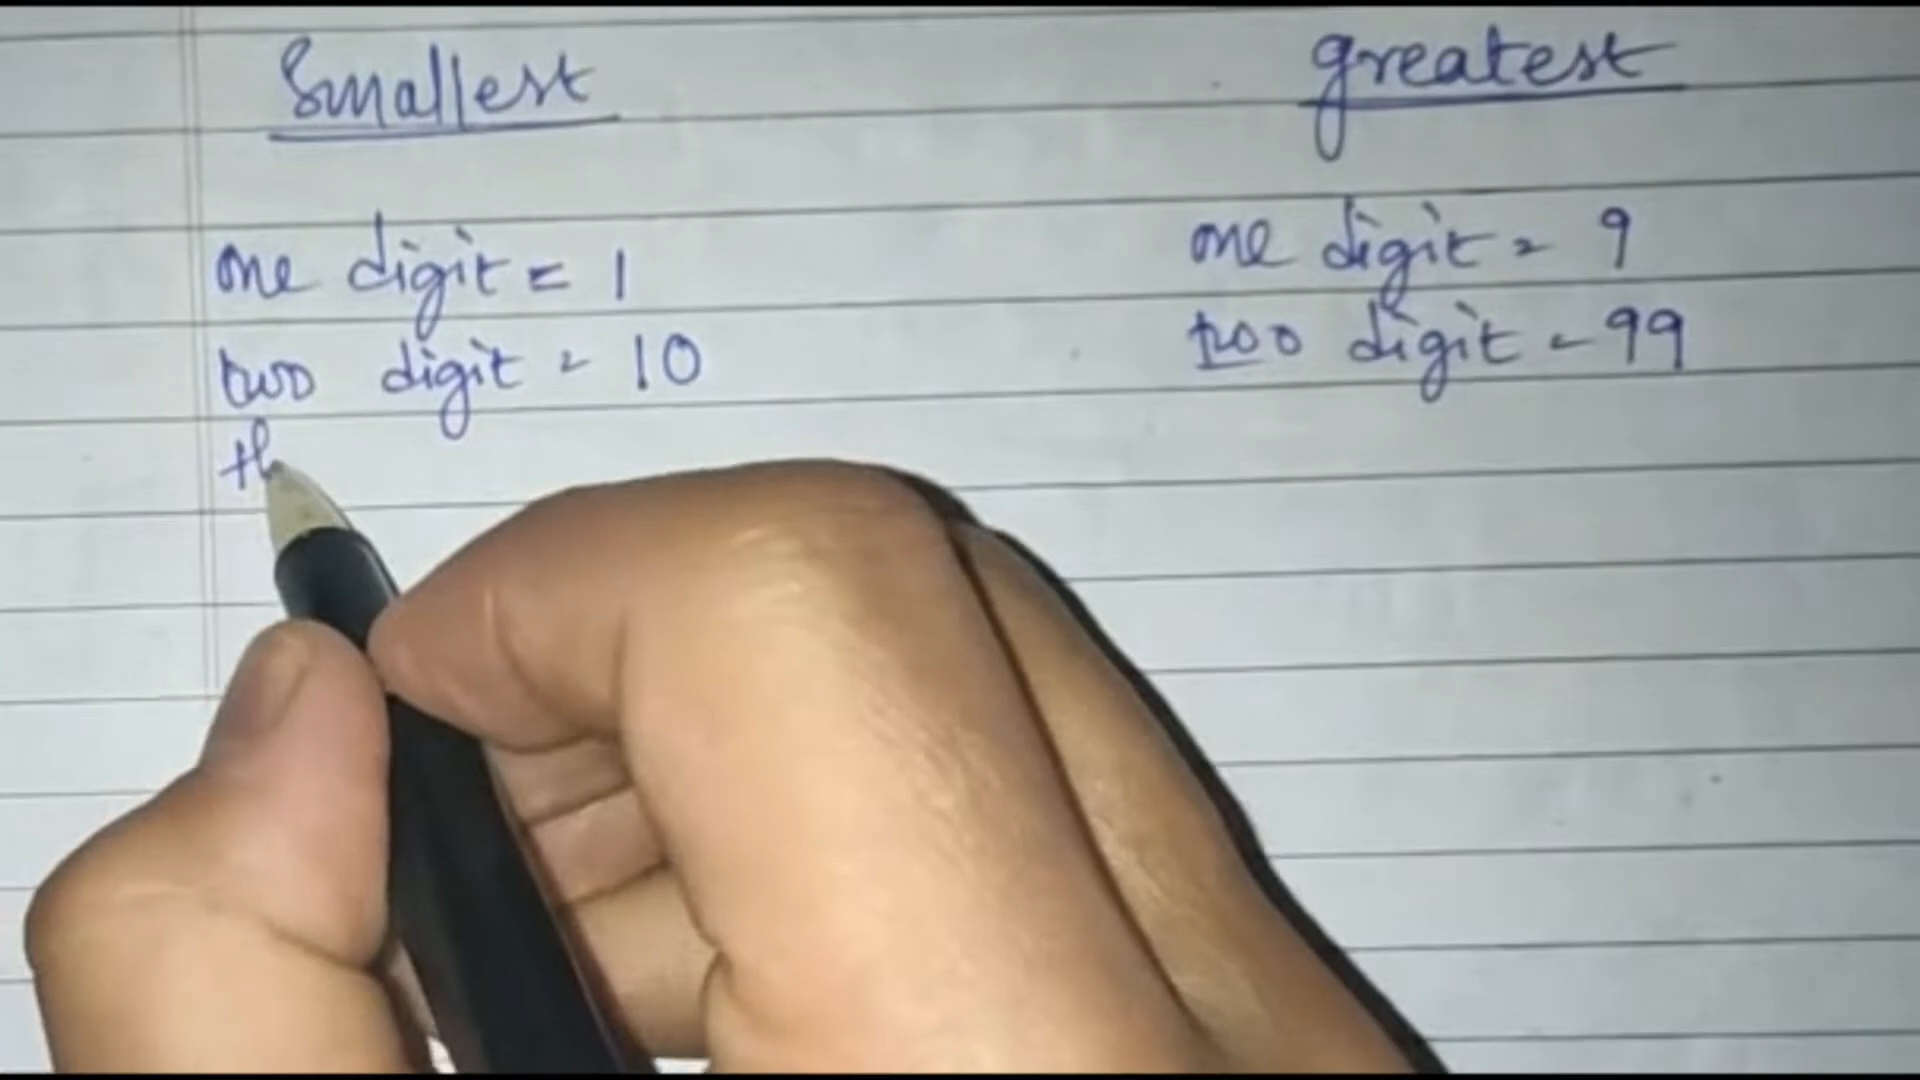 Smallest greatest
one digit = 1 one digit = 9
two digit = 10 two digit = 99
th